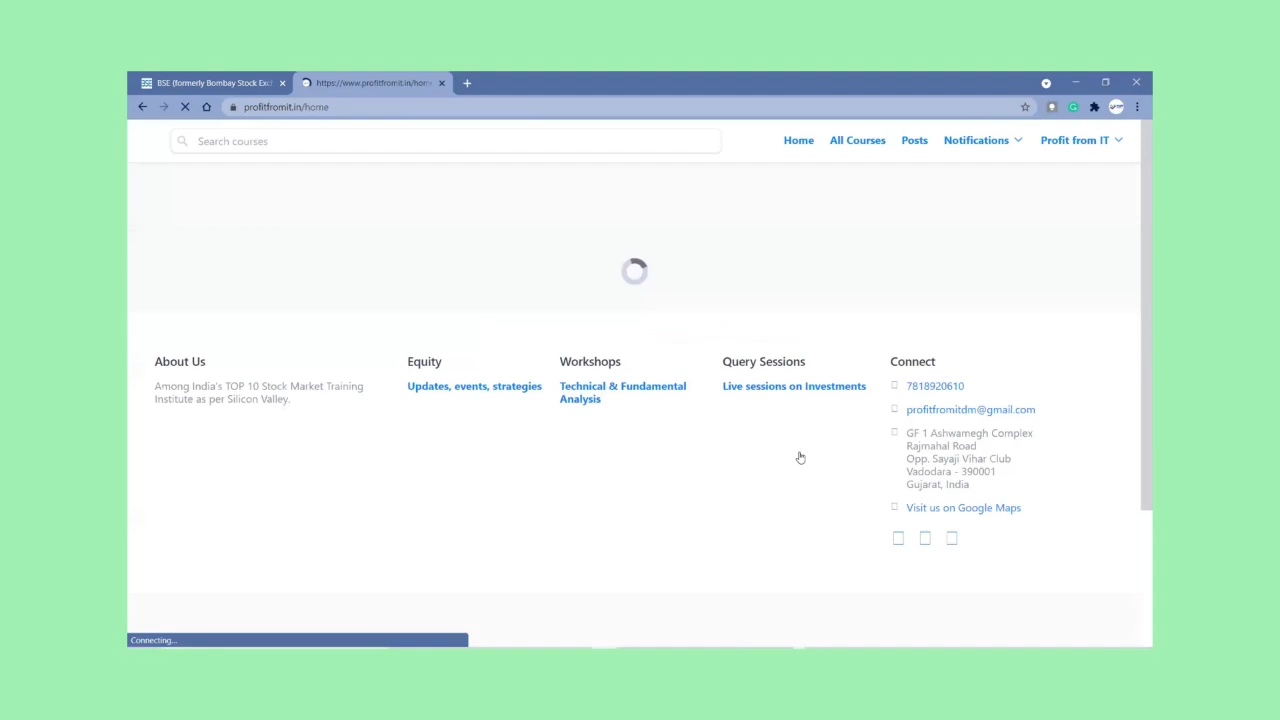 BSE (formerly Bombay Stock Exc
https://www.profitfromit.in/home
profitfromit.in/home
Search courses
Home
All Courses
Posts
Notifications
Profit from IT
About Us
Among India's TOP 10 Stock Market Training
Institute as per Silicon Valley.
Equity
Updates, events, strategies
Workshops
Technical & Fundamental
Analysis
Query Sessions
Live sessions on Investments
Connect
7818920610
profitfromitdm@gmail.com
GF 1 Ashwamegh Complex
Rajmahal Road
Opp. Sayaji Vihar Club
Vadodara - 390001
Gujarat, India
Visit us on Google Maps
Connecting...